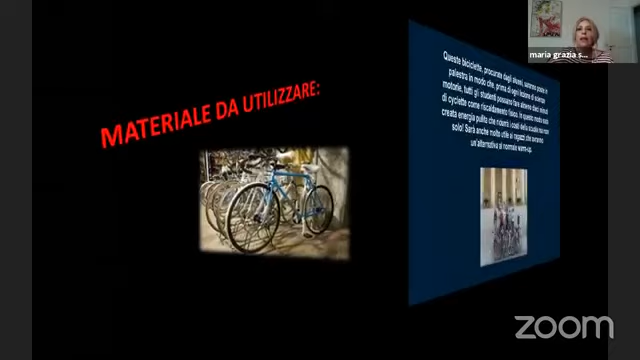 MATERIALE DA UTILIZZARE:
Queste biciclette, procurate dagli alunni, saranno poste in
palestra in modo che, prima di ogni lezione di scienze
motorie, tutti gli studenti possano fare almeno dieci minuti
di cyclette come riscaldamento fisico. In questo modo sarà
creata energia pulita che ridurrà i costi della scuola ma non
solo! Sarà anche molto utile ai ragazzi che avranno
un'alternativa al normale warm-up.
maria grazia s...
zoom